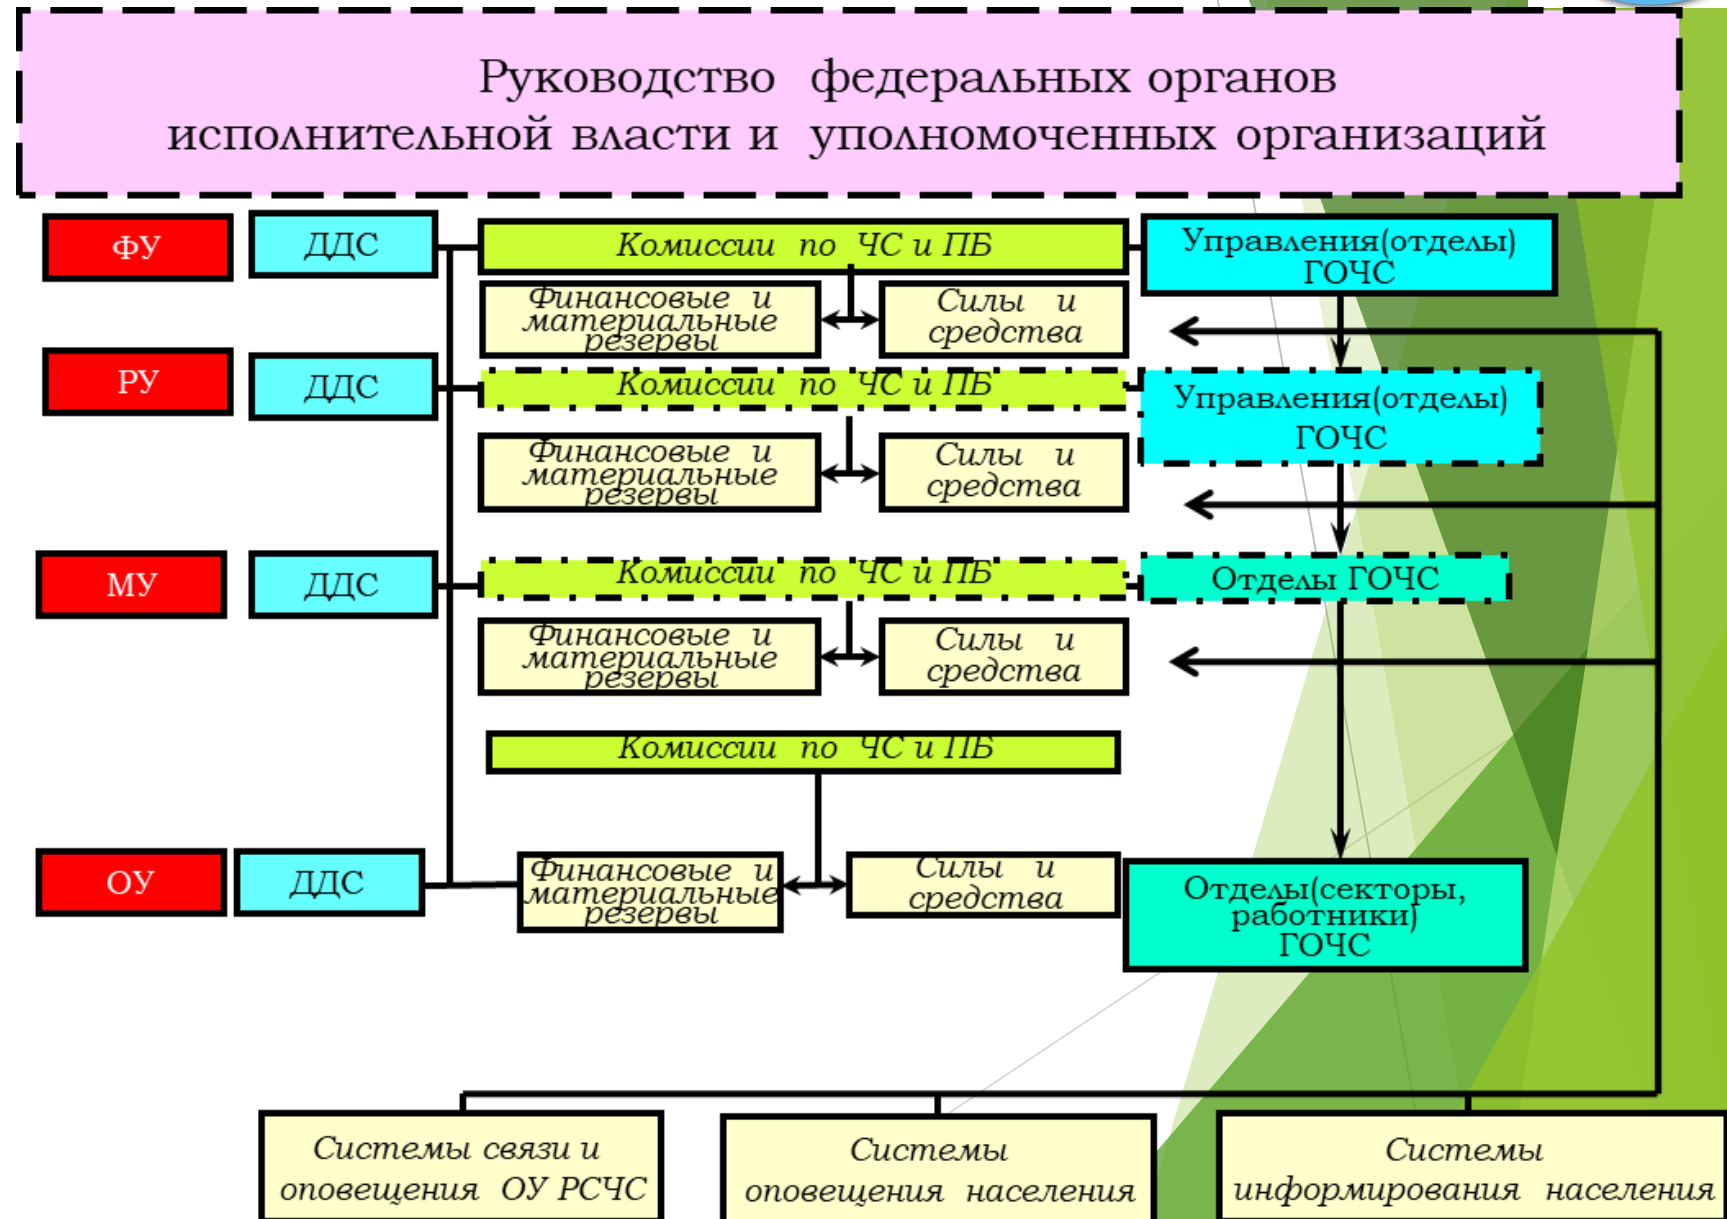 Руководство федеральных органов
исполнительной власти и уполномоченных организаций
ФУ
ДДС
Комиссии по ЧС и ПБ
Управления(отделы)
ГОЧС
Финансовые и
материальные
резервы
Силы и
средства
РУ
ДДС
Комиссии по ЧС и ПБ
Управления(отделы)
ГОЧС
Финансовые и
материальные
резервы
Силы и
средства
МУ
ДДС
Комиссии по ЧС и ПБ
Отделы ГОЧС
Финансовые и
материальные
резервы
Силы и
средства
Комиссии по ЧС и ПБ
ОУ
ДДС
Финансовые и
материальные
резервы
Силы и
средства
Отделы(секторы,
работники)
ГОЧС
Системы связи и
оповещения ОУ РСЧС
Системы
оповещения населения
Системы
информирования населения